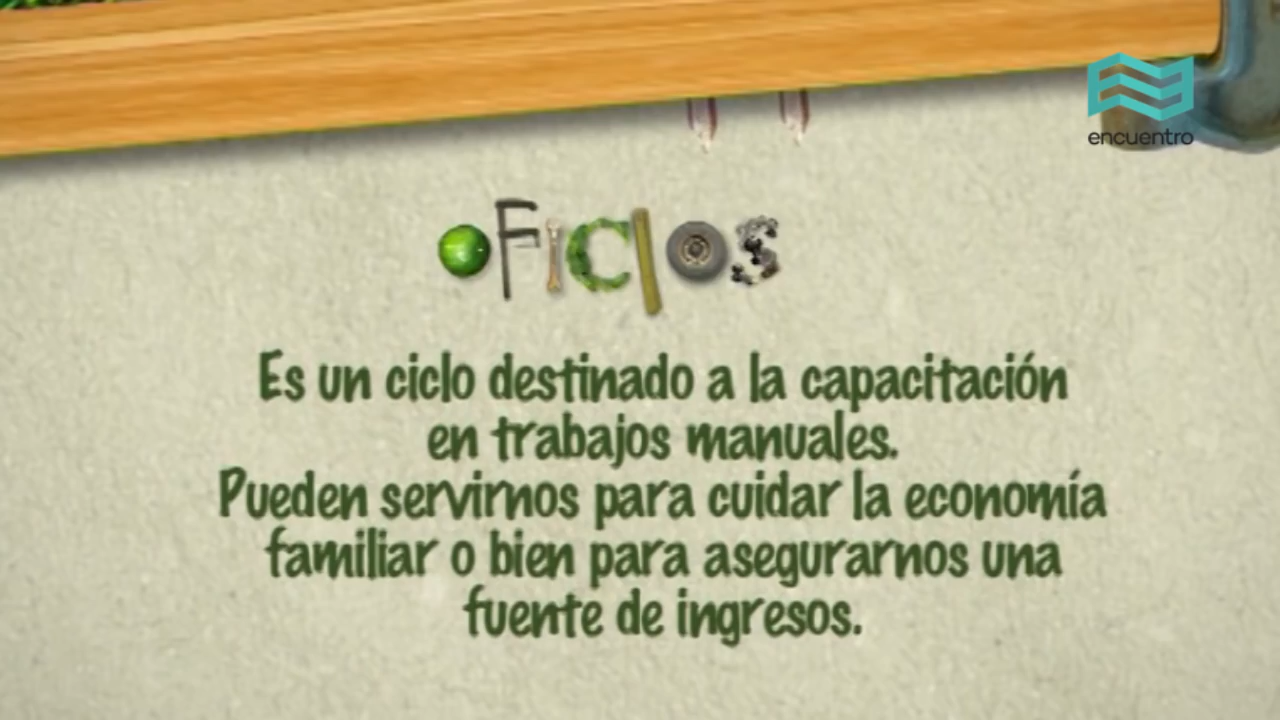 encuentro
oFicios
Es un ciclo destinado a la capacitación
en trabajos manuales.
Pueden servirnos para cuidar la economía
familiar o bien para asegurarnos una
fuente de ingresos.